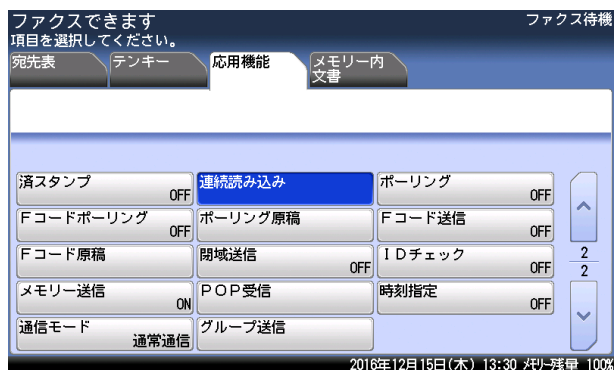 ファクスできます
ファクス待機
項目を選択してください。
宛先表
テンキー
応用機能
メモリー内
文書
済スタンプ
OFF
連続読み込み
ポーリング
OFF
Ｆコードポーリング
OFF
ポーリング原稿
Ｆコード送信
OFF
Ｆコード原稿
閉域送信
OFF
ＩＤチェック
OFF
2
2
メモリー送信
ON
ＰＯＰ受信
時刻指定
OFF
通信モード
通常通信
グループ送信
2016年12月15日(木) 13:30 ﾒﾓﾘｰ残量 100%